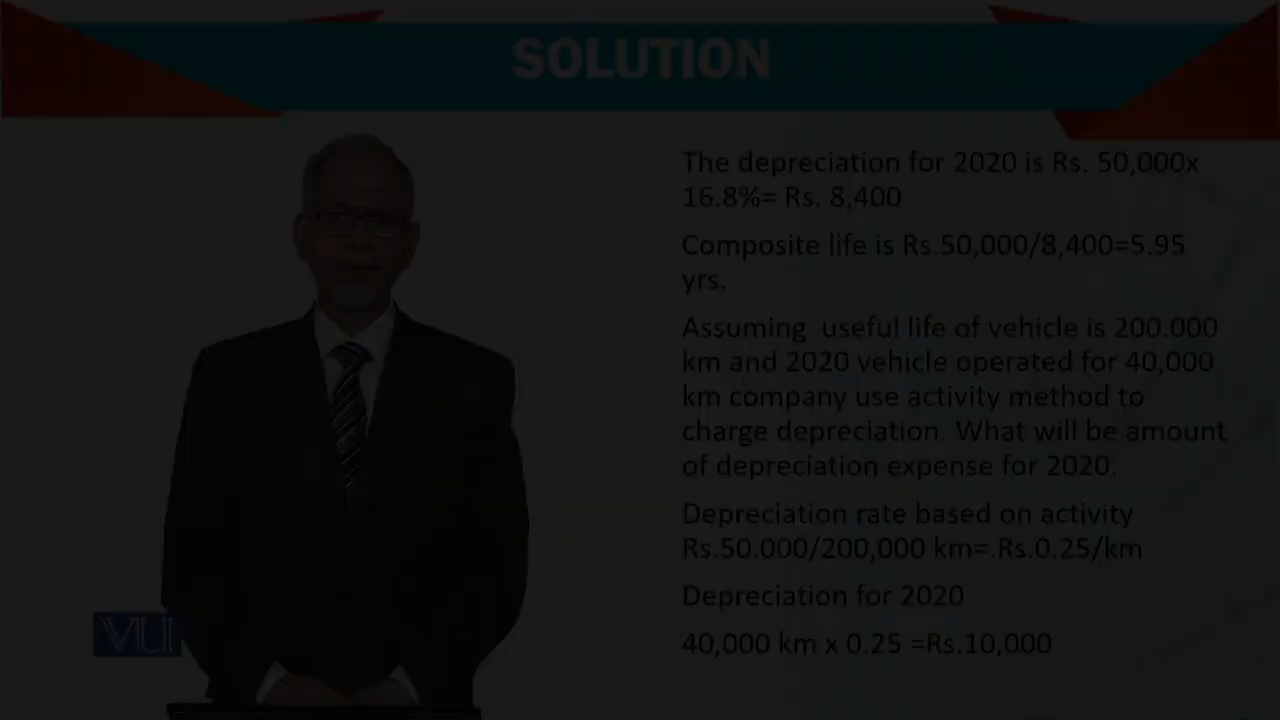 SOLUTION
The depreciation for 2020 is Rs. 50,000x
16.8%= Rs. 8,400
Composite life is Rs.50,000/8,400=5.95
yrs.
Assuming  useful life of vehicle is 200.000
km and 2020 vehicle operated for 40,000
km company use activity method to
charge depreciation. What will be amount
of depreciation expense for 2020.
Depreciation rate based on activity
Rs.50.000/200,000 km=.Rs.0.25/km
Depreciation for 2020
40,000 km x 0.25 =Rs.10,000
VU